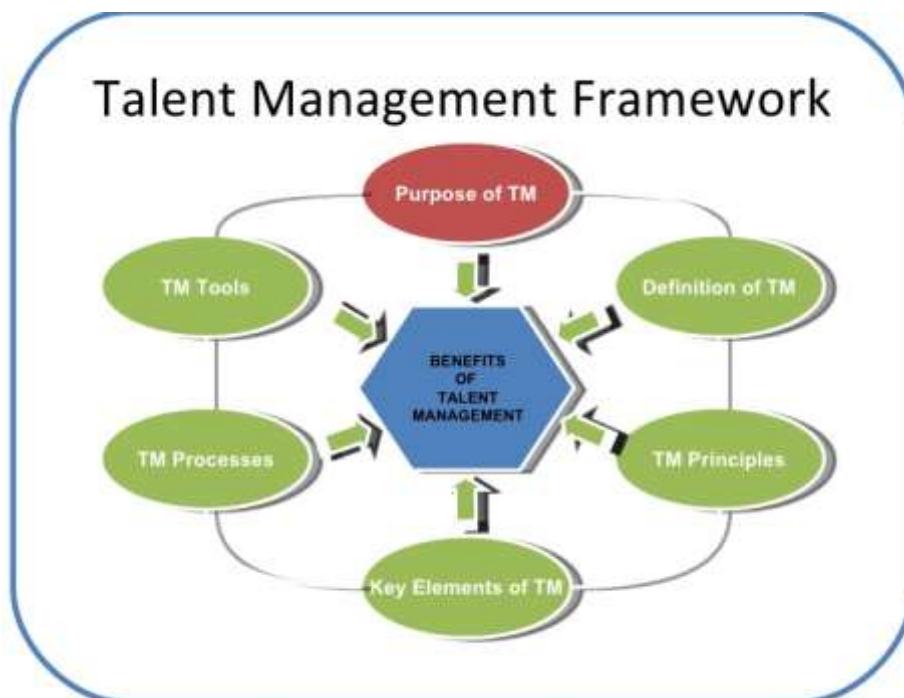 Talent Management Framework
Purpose of TM
TM Tools
Definition of TM
BENEFITS
OF
TALENT
MANAGEMENT
TM Processes
TM Principles
Key Elements of TM